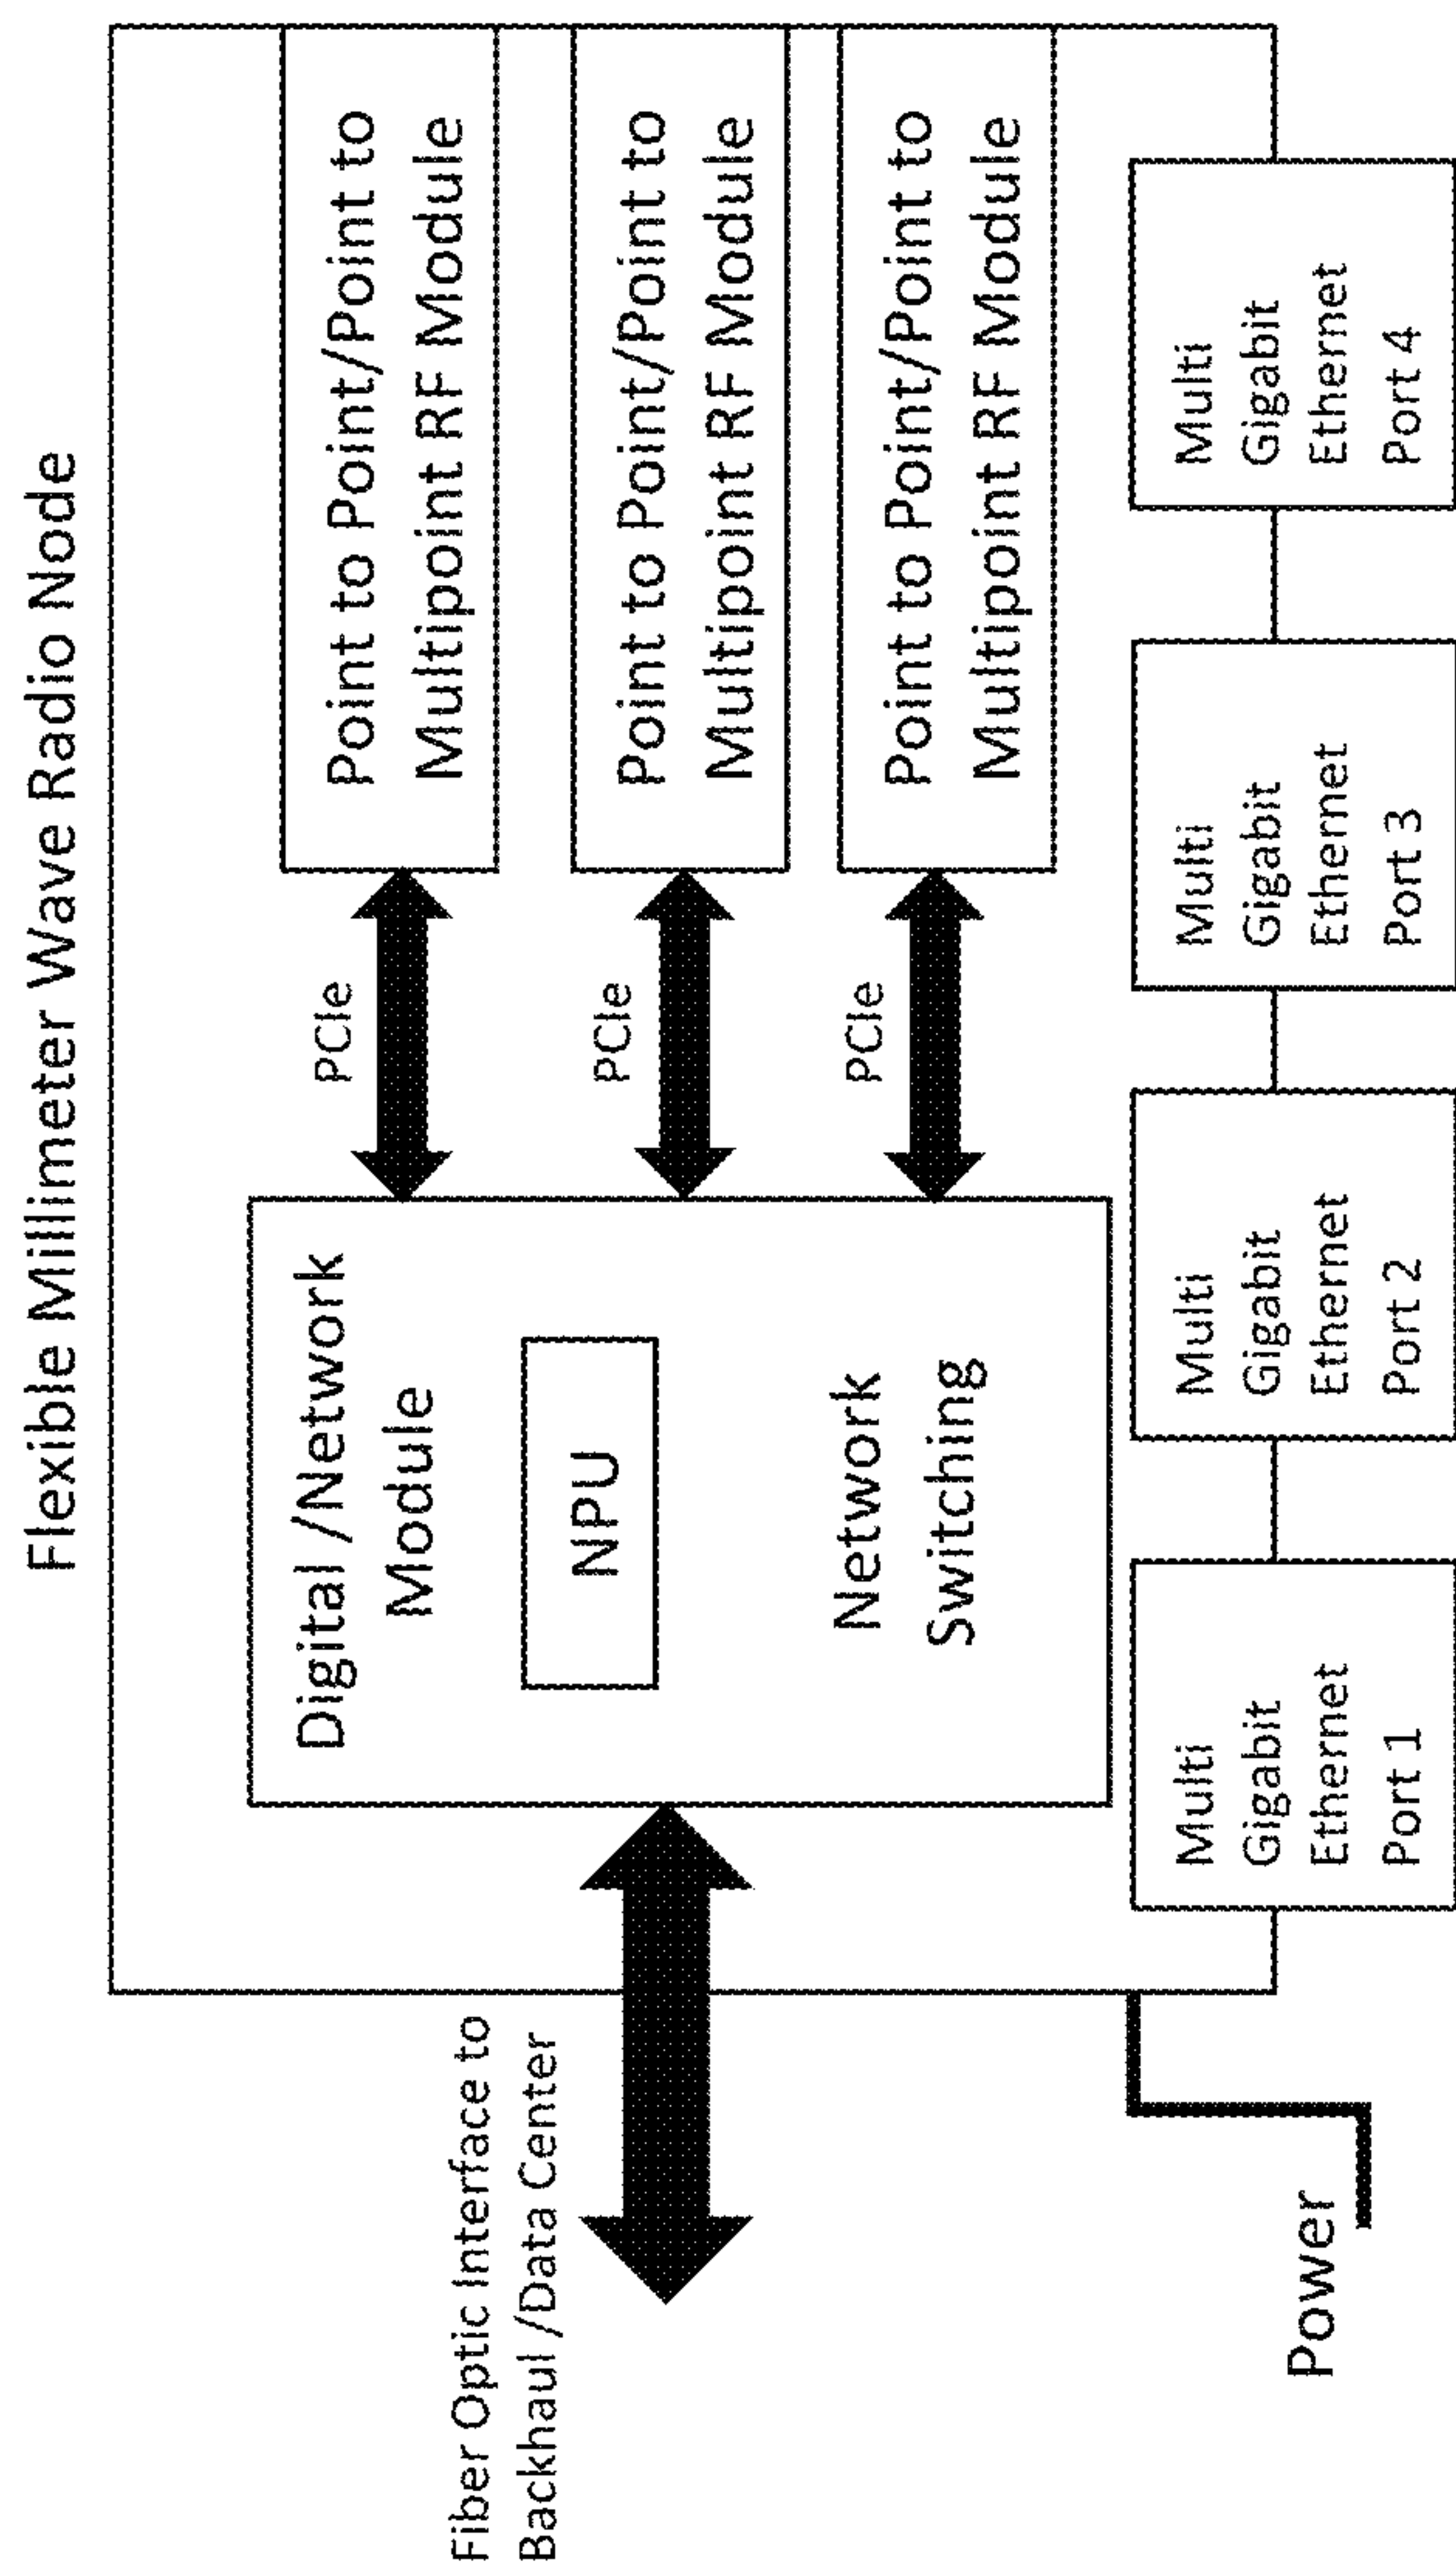 Flexible Millimeter Wave Radio Node
Fiber Optic Interface to
Backhaul /Data Center
Digital /Network
Module
NPU
Network
Switching
PCIe
PCIe
PCIe
Point to Point/Point to
Multipoint RF Module
Point to Point/Point to
Multipoint RF Module
Point to Point/Point to
Multipoint RF Module
Power
Multi
Gigabit
Ethernet
Port 1
Multi
Gigabit
Ethernet
Port 2
Multi
Gigabit
Ethernet
Port 3
Multi
Gigabit
Ethernet
Port 4